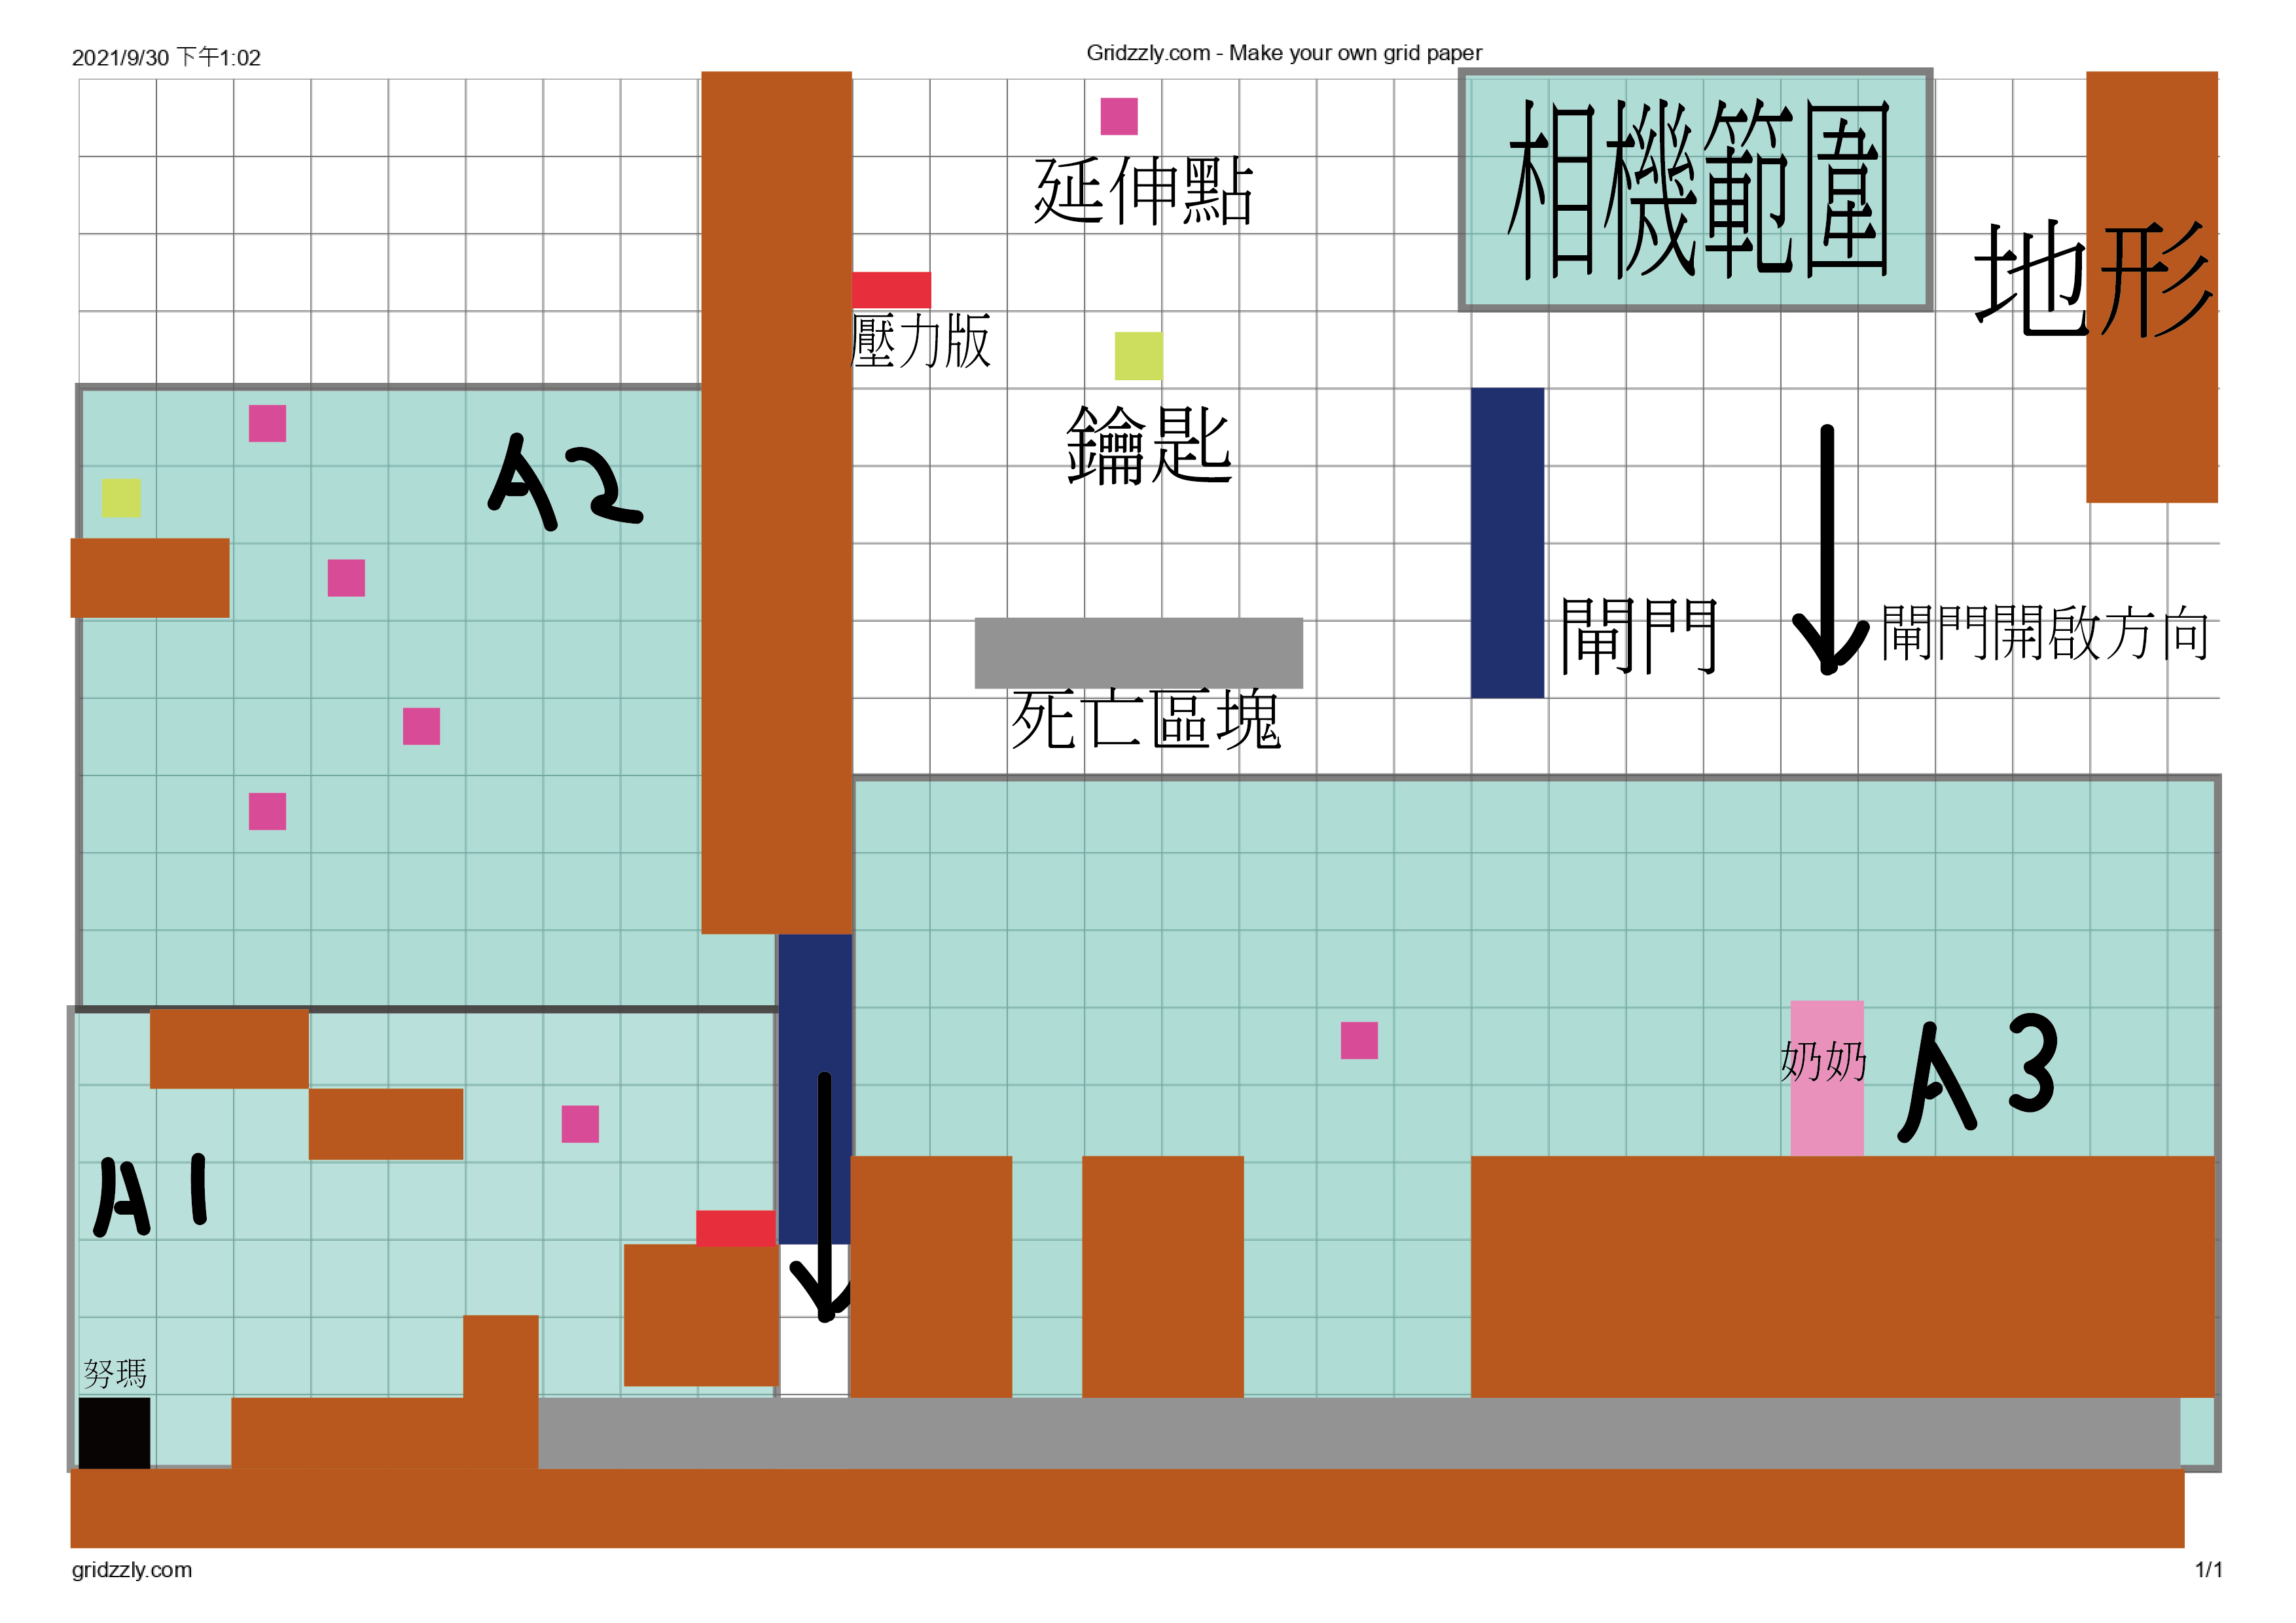 2021/9/30 下午1:02
Gridzzly.com - Make your own grid paper
延伸點
相機範圍
地形
壓力版
鑰匙
A2
閘門
閘門開啟方向
死亡區塊
奶奶
A3
A1
努瑪
gridzzly.com
1/1